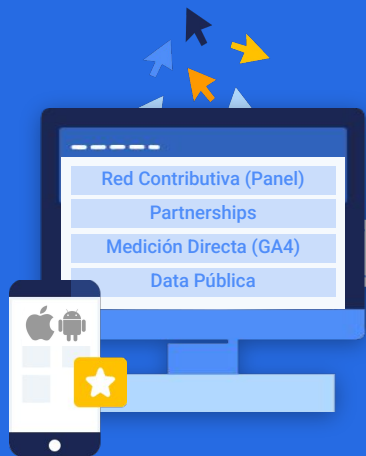 Red Contributiva (Panel)
Partnerships
Medición Directa (GA4)
Data Pública